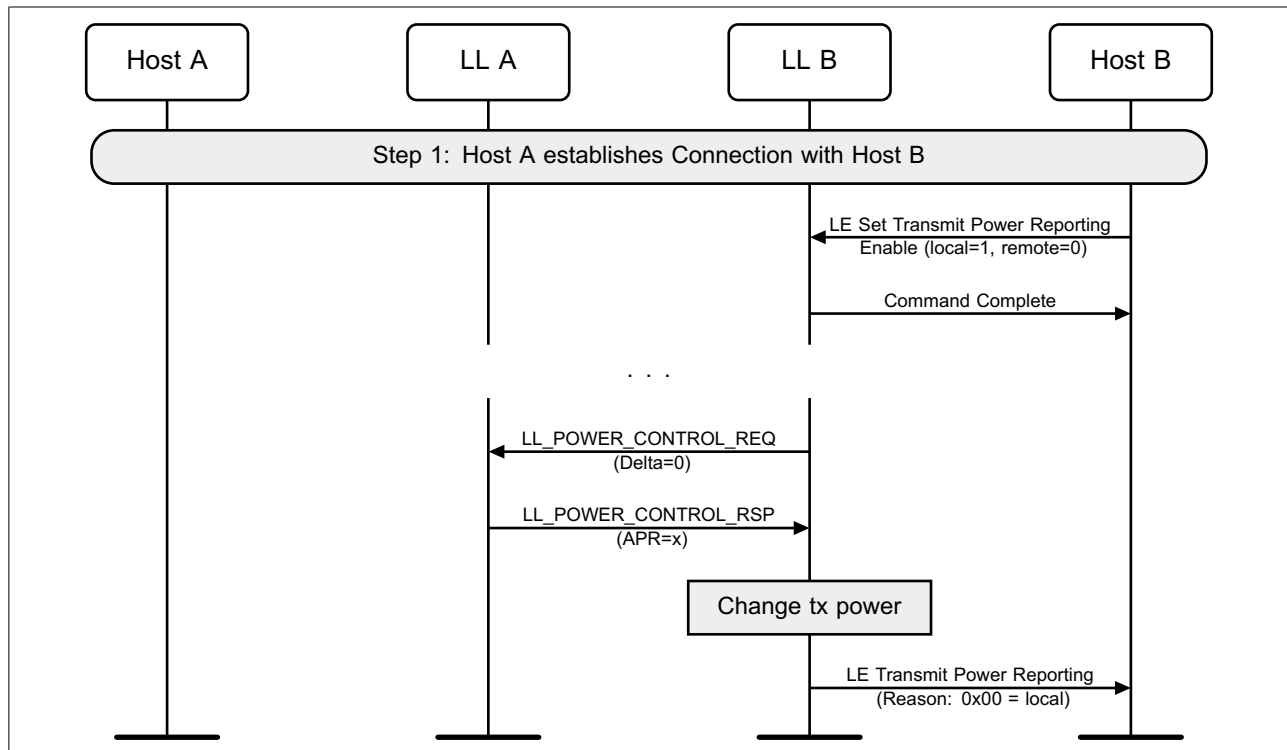 Host A
LL A
LL B
Host B
Step 1: Host A establishes Connection with Host B
LE Set Transmit Power Reporting
Enable (local=1, remote=0)
Command Complete
. . .
LL_POWER_CONTROL_REQ
(Delta=0)
LL_POWER_CONTROL_RSP
(APR=x)
Change tx power
LE Transmit Power Reporting
(Reason: 0x00 = local)